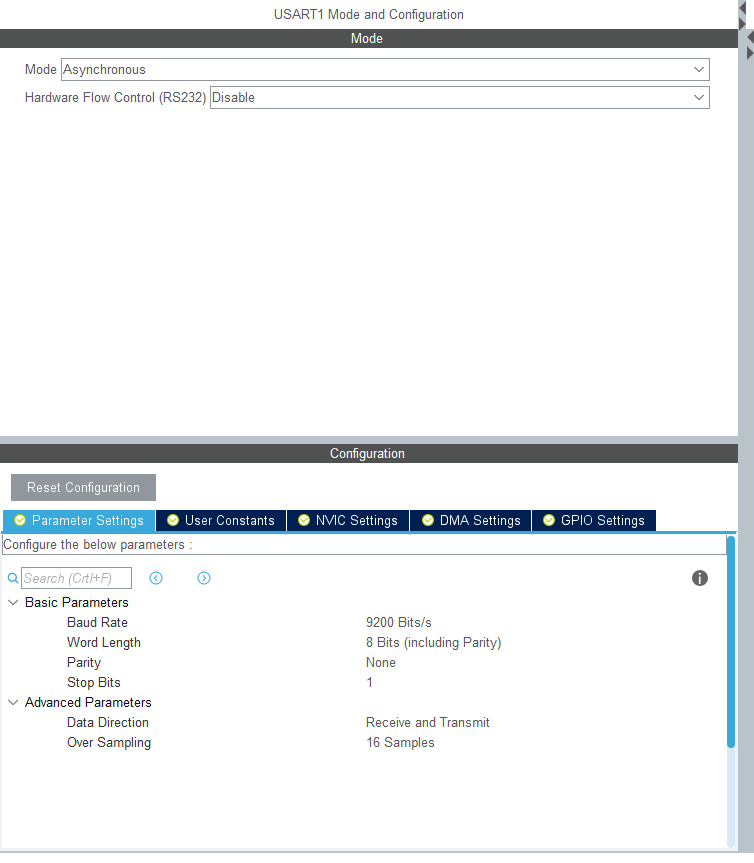 USART1 Mode and Configuration
Mode
Mode Asynchronous
Hardware Flow Control (RS232) Disable
Configuration
Reset Configuration
Parameter Settings User Constants NVIC Settings DMA Settings GPIO Settings
Configure the below parameters :
Search (Crtl+F)
Basic Parameters
Baud Rate 9200 Bits/s
Word Length 8 Bits (including Parity)
Parity None
Stop Bits 1
Advanced Parameters
Data Direction Receive and Transmit
Over Sampling 16 Samples